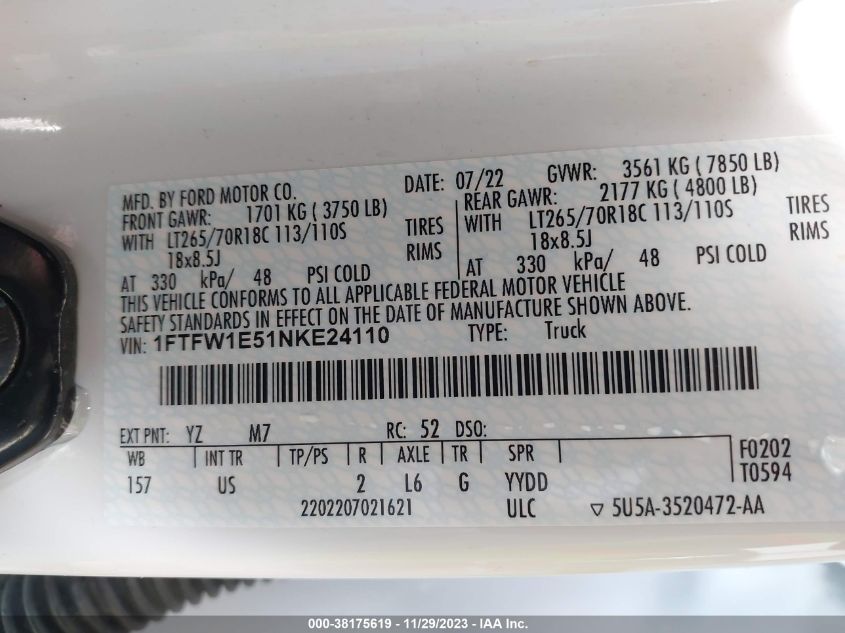 MFD. BY FORD MOTOR CO. DATE: 07/22 GVWR: 3561 KG ( 7850 LB)
FRONT GAWR: 1701 KG ( 3750 LB) REAR GAWR: 2177 KG ( 4800 LB)
WITH LT265/70R18C 113/110S TIRES WITH LT265/70R18C 113/110S TIRES
18x8.5J RIMS 18x8.5J RIMS
AT 330 kPa/ 48 PSI COLD AT 330 kPa/ 48 PSI COLD
THIS VEHICLE CONFORMS TO ALL APPLICABLE FEDERAL MOTOR VEHICLE
SAFETY STANDARDS IN EFFECT ON THE DATE OF MANUFACTURE SHOWN ABOVE.
VIN: 1FTFW1E51NKE24110 TYPE: Truck
EXT PNT: YZ M7 RC: 52 DSO:
WB INT TR TP/PS R AXLE TR SPR F0202
157 US 2 L6 G YYDD T0594
2202207021621 ULC ▽ 5U5A-3520472-AA
000-38175619 - 11/29/2023 - IAA Inc.